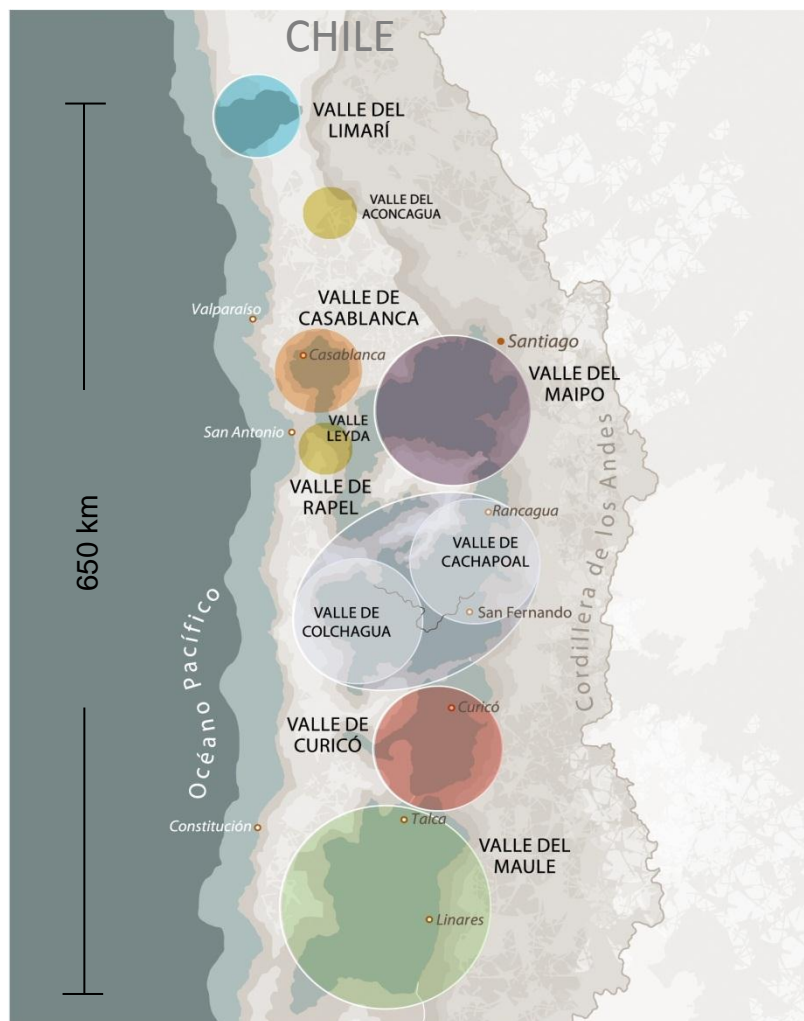 CHILE
VALLE DEL
LIMARÍ
VALLE DEL
ACONCAGUA
VALLE DE
CASABLANCA
Valparaíso
Santiago
Casablanca
VALLE DEL
MAIPO
VALLE
LEYDA
San Antonio
VALLE DE
RAPEL
Rancagua
VALLE DE
CACHAPOAL
650 km
Cordillera de los Andes
VALLE DE
COLCHAGUA
San Fernando
Océano Pacífico
Curicó
VALLE DE
CURICÓ
Constitución
Talca
VALLE DEL
MAULE
Linares